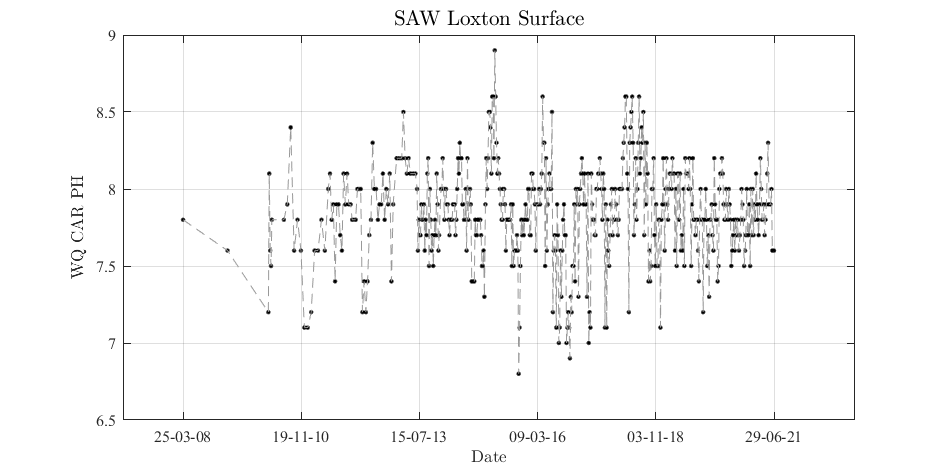 SAW Loxton Surface
9
8.5
8
7.5
7
6.5
WQ CAR PH
25-03-08 19-11-10 15-07-13 09-03-16 03-11-18 29-06-21
Date